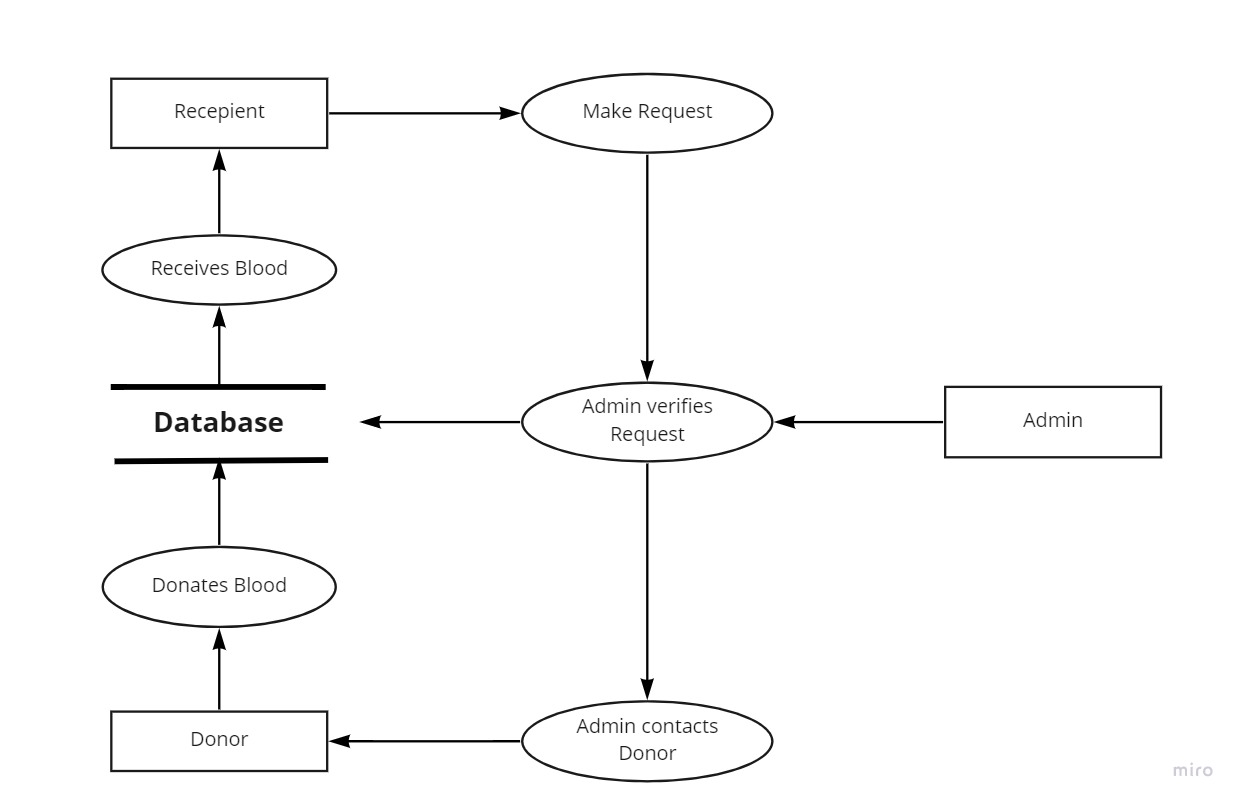 Recepient
Make Request
Receives Blood
Database
Admin verifies
Request
Admin
Donates Blood
Donor
Admin contacts
Donor
miro